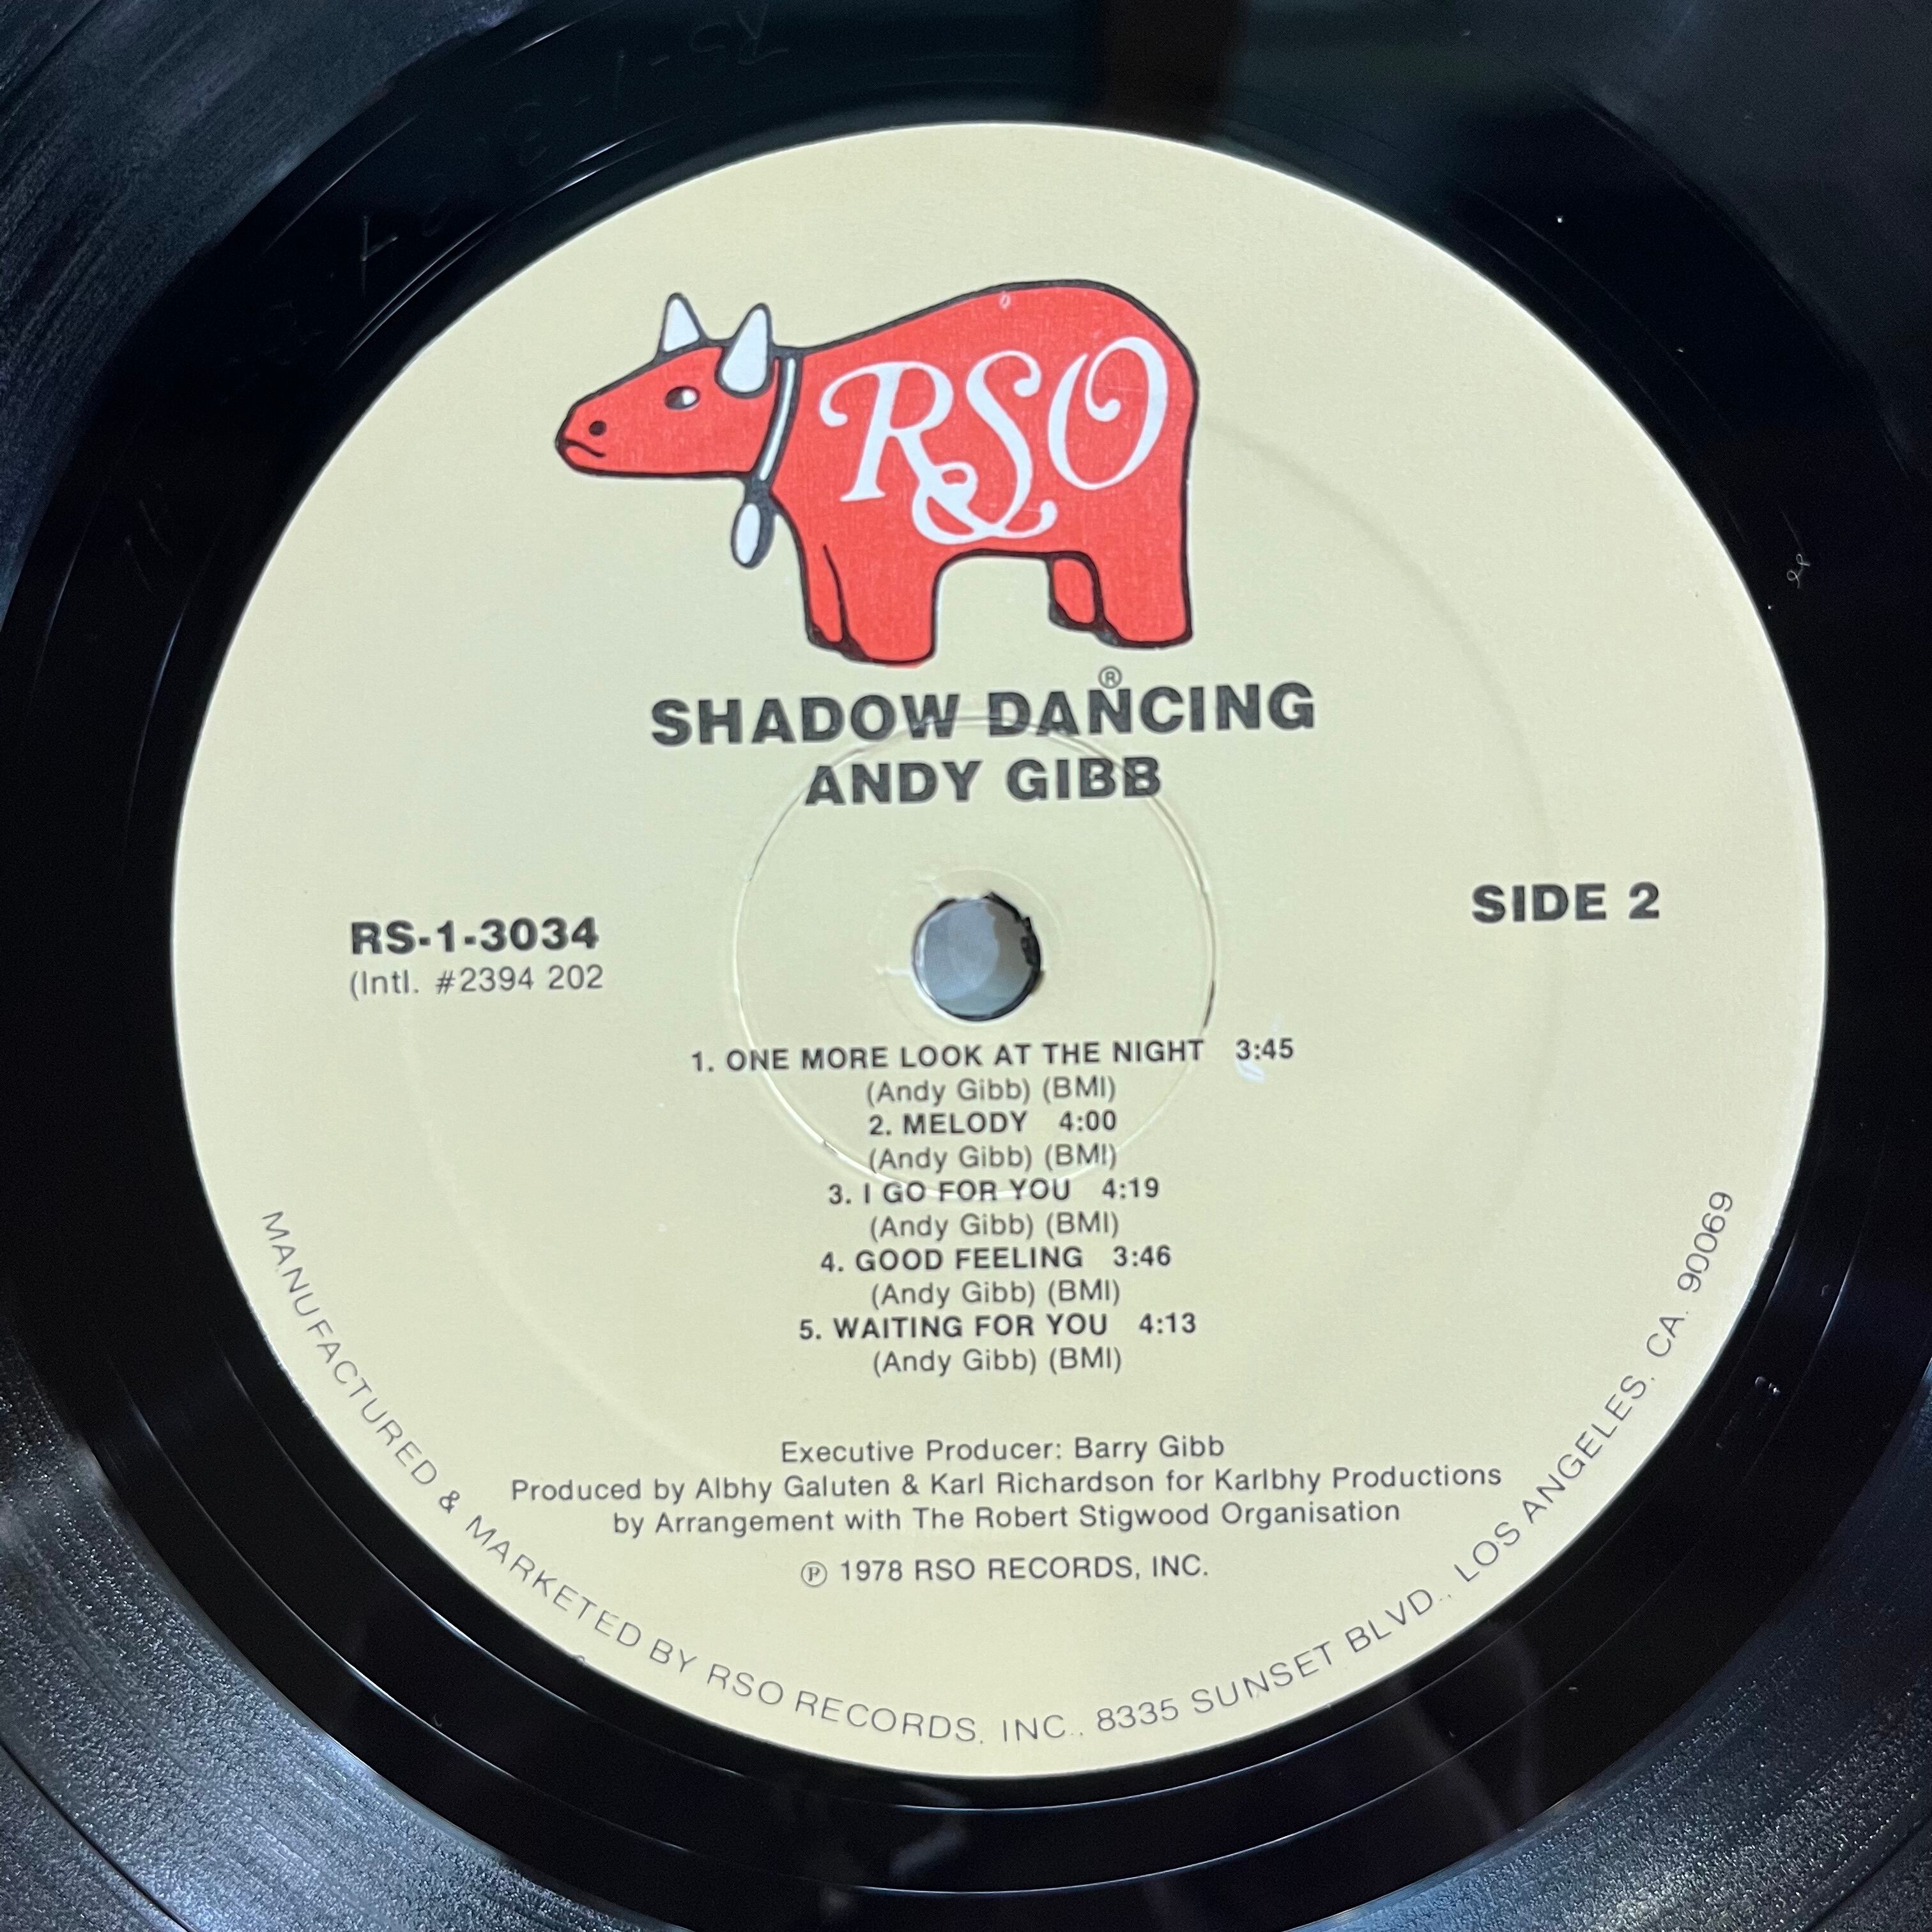 RSO
®
SHADOW DANCING
ANDY GIBB
RS-1-3034
(Intl. #2394 202
SIDE 2
1. ONE MORE LOOK AT THE NIGHT 3:45
(Andy Gibb) (BMI)
2. MELODY 4:00
(Andy Gibb) (BMI)
3. I GO FOR YOU 4:19
(Andy Gibb) (BMI)
4. GOOD FEELING 3:46
(Andy Gibb) (BMI)
5. WAITING FOR YOU 4:13
(Andy Gibb) (BMI)
Executive Producer: Barry Gibb
Produced by Albhy Galuten & Karl Richardson for Karlbhy Productions
by Arrangement with The Robert Stigwood Organisation
℗ 1978 RSO RECORDS, INC.
MANUFACTURED & MARKETED BY RSO RECORDS, INC., 8335 SUNSET BLVD., LOS ANGELES, CA. 90069